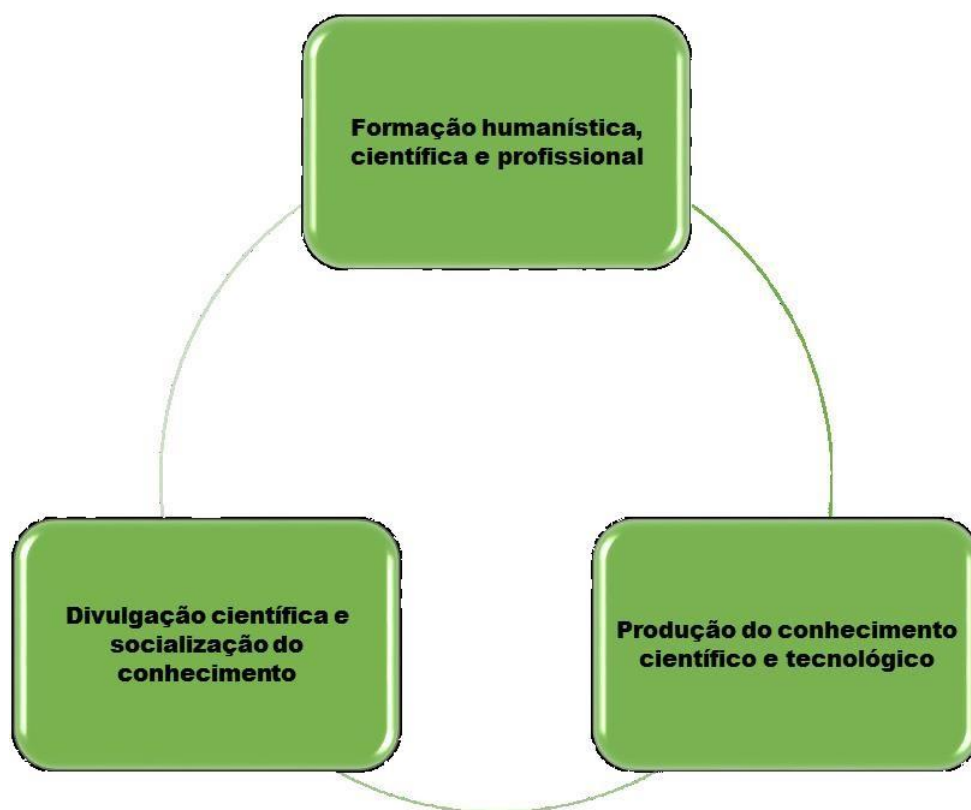 Formação humanística,
científica e profissional
Divulgação científica e
socialização do
conhecimento
Produção do conhecimento
científico e tecnológico